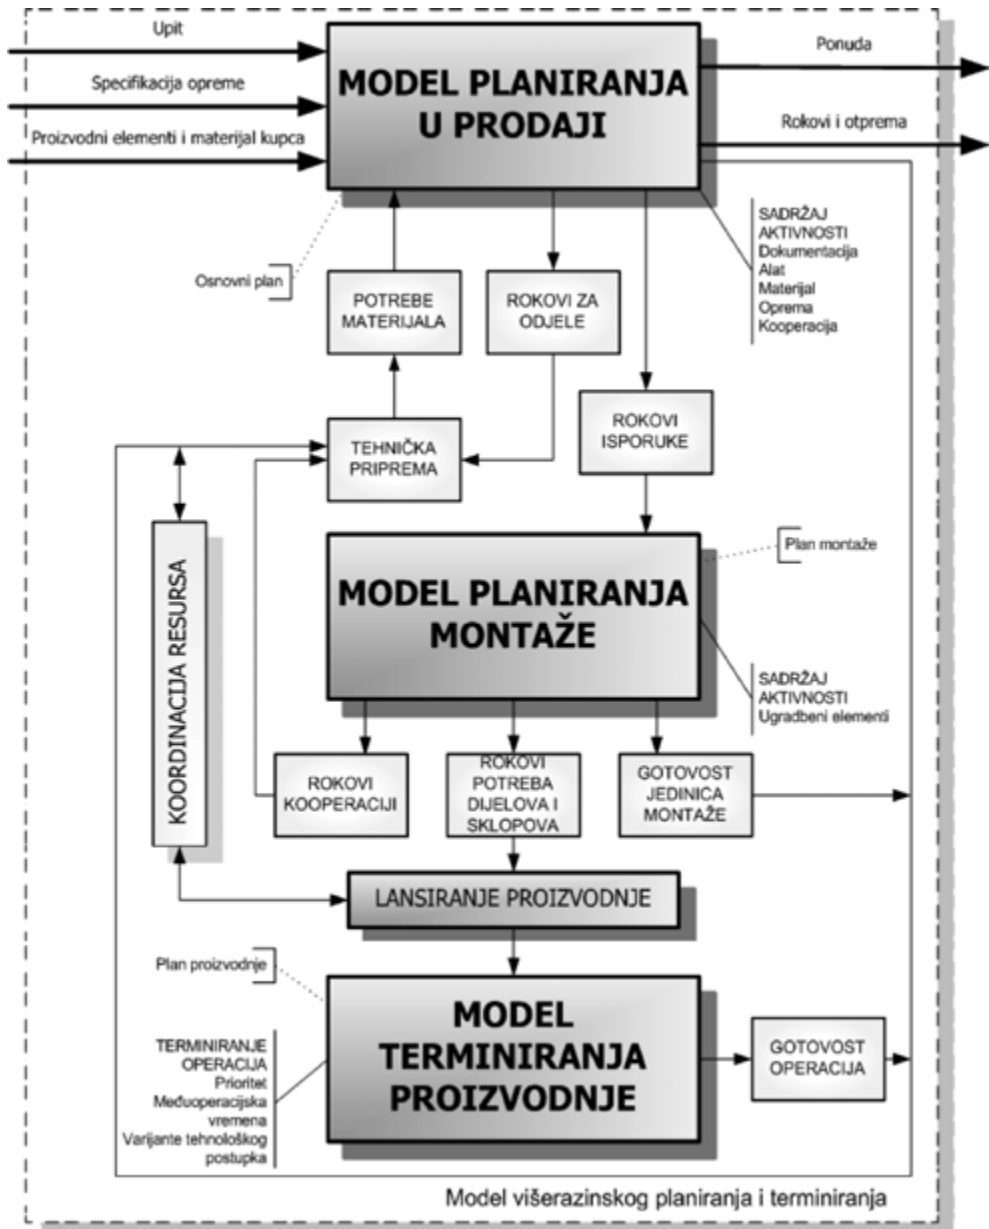 Upit
Specifikacija opreme
Proizvodni elementi i materijal kupca
MODEL PLANIRANJA
U PRODAJI
Ponuda
Rokovi i otprema
SADRŽAJ
AKTIVNOSTI
Dokumentacija
Alat
Materijal
Oprema
Kooperacija
Osnovni plan
POTREBE
MATERIJALA
ROKOVI ZA
ODJELE
ROKOVI
ISPORUKE
TEHNIČKA
PRIPREMA
KOORDINACIJA RESURSA
MODEL PLANIRANJA
MONTAŽE
Plan montaže
SADRŽAJ
AKTIVNOSTI
Ugradbeni elementi
ROKOVI
KOOPERACIJI
ROKOVI
POTREBA
DIJELOVA I
SKLOPOVA
GOTOVOST
JEDINICA
MONTAŽE
LANSIRANJE PROIZVODNJE
Plan proizvodnje
MODEL
TERMINIRANJA
PROIZVODNJE
TERMINIRANJE
OPERACIJA
Prioritet
Međuoperacijska
vremena
Varijante tehnološkog
postupka
GOTOVOST
OPERACIJA
Model višerazinskog planiranja i terminiranja